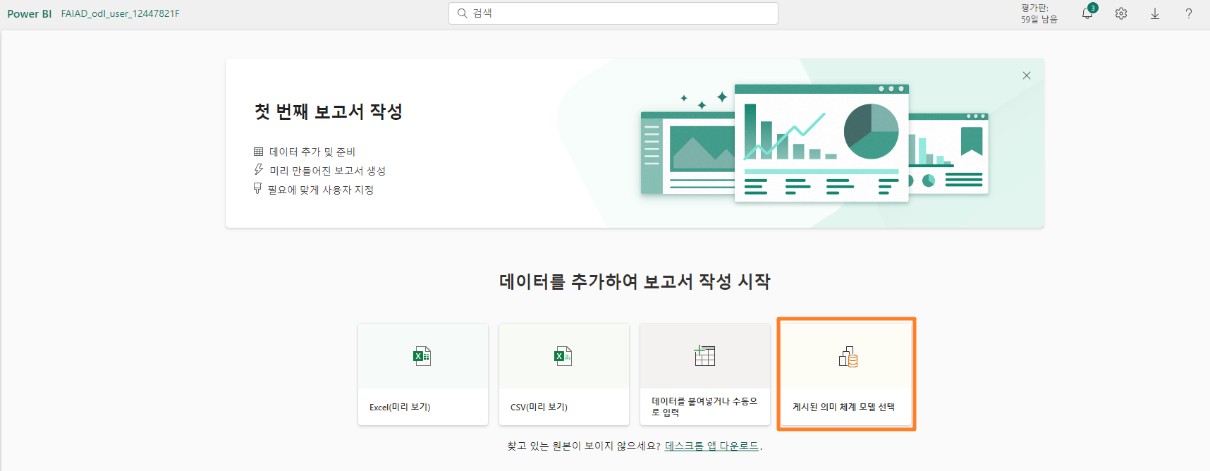 Power BI FAIAD_odl_user_12447821F
검색
평가판:
59일 남음
3
?
첫 번째 보고서 작성
데이터 추가 및 준비
미리 만들어진 보고서 생성
필요에 맞게 사용자 지정
데이터를 추가하여 보고서 작성 시작
Excel(미리 보기)
CSV(미리 보기)
데이터를 붙여넣거나 수동으
로 입력
게시된 의미 체계 모델 선택
찾고 있는 원본이 보이지 않으세요? 데스크톱 앱 다운로드.